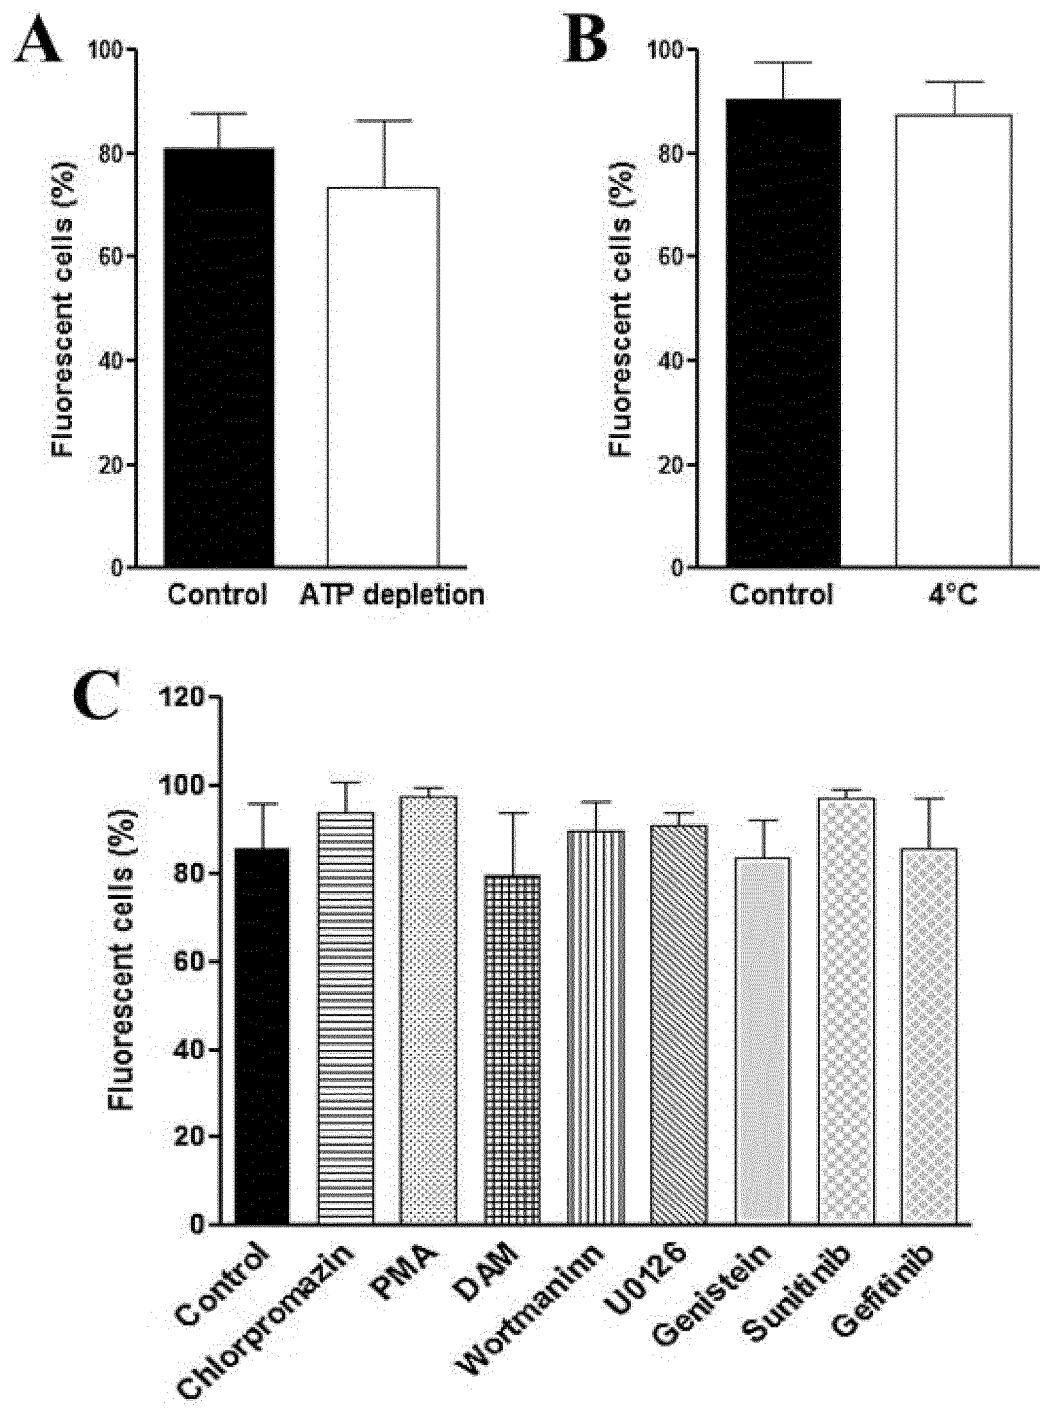 A
Fluorescent cells (%)
100
80
60
40
20
0
Control
ATP depletion
B
Fluorescent cells (%)
100
80
60
40
20
0
Control
4°C
C
Fluorescent cells (%)
120
100
80
60
40
20
0
Control
Chlorpromazin
PMA
DAM
Wortmaninn
U0126
Genistein
Sunitinib
Gefitinib